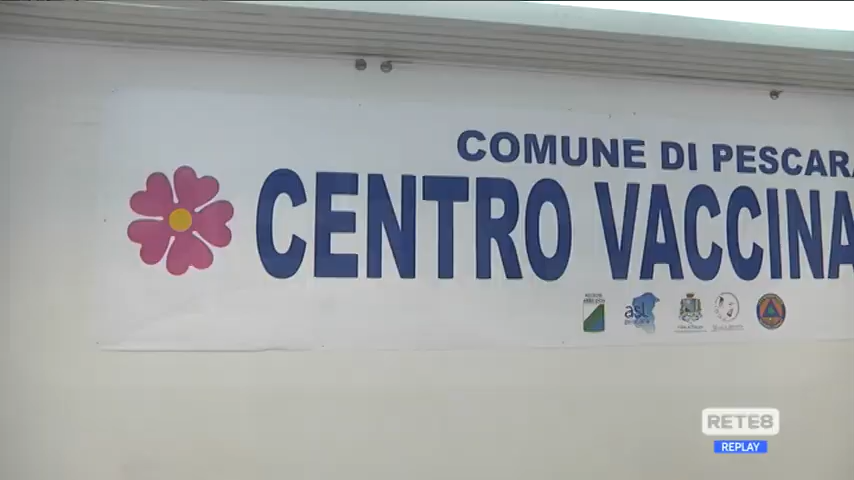 COMUNE DI PESCARA
CENTRO VACCINA
asl
RETE8
REPLAY